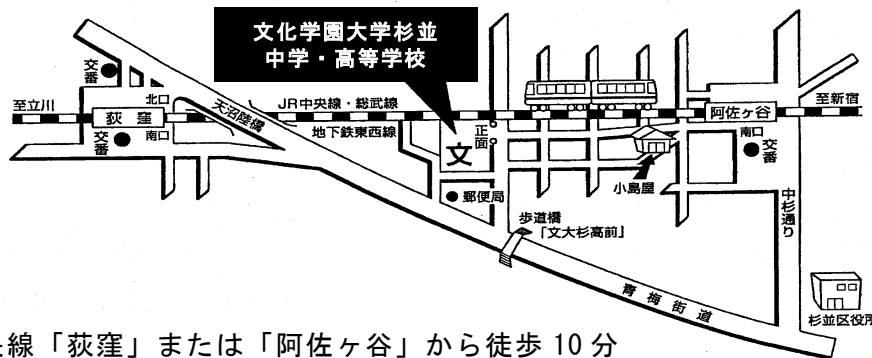 文化学園大学杉並
中学・高等学校
交番
至立川
北口
天沼陸橋
JR中央線・総武線
至新宿
荻窪
阿佐ヶ谷
南口
地下鉄東西線
正面
南口
交番
文
交番
小島屋
郵便局
中杉通り
歩道橋
「文大杉高前」
青梅街道
杉並区役所
線「荻窪」または「阿佐ヶ谷」から徒歩 10 分